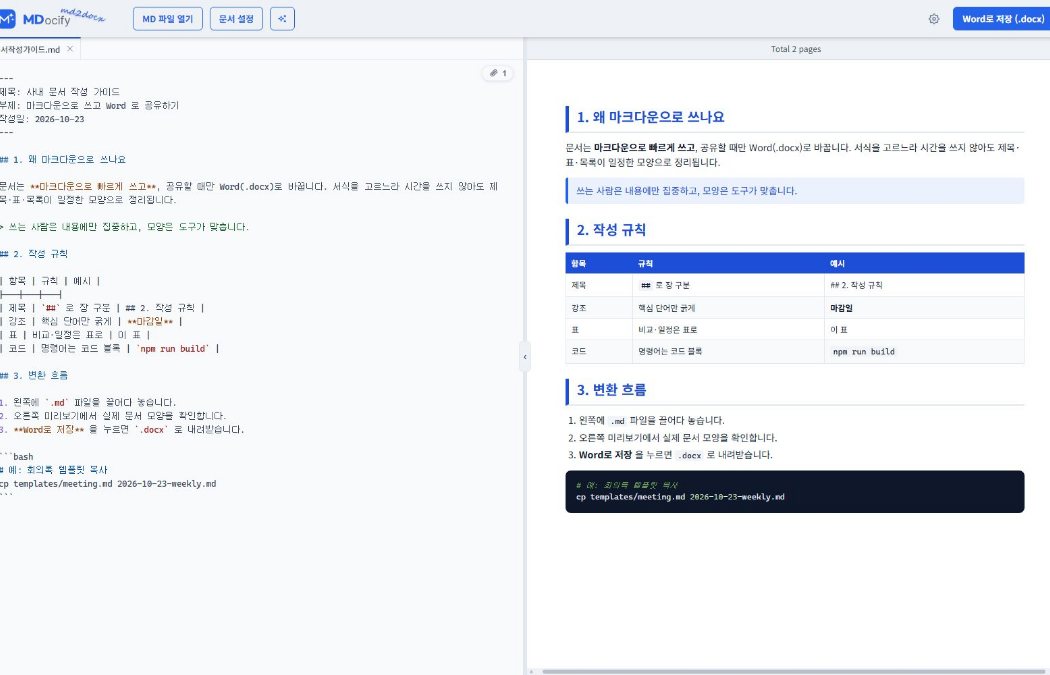 MDocify md2docx
MD 파일 열기
문서 설정
Word로 저장 (.docx)
서작성가이드.md ×
Total 2 pages
1
---
제목: 사내 문서 작성 가이드
부제: 마크다운으로 쓰고 Word 로 공유하기
작성일: 2026-10-23
---
## 1. 왜 마크다운으로 쓰나요
문서는 **마크다운으로 빠르게 쓰고**, 공유할 때만 Word(.docx)로 바꿉니다. 서식을 고르느라 시간을 쓰지 않아도 제
목·표·목록이 일정한 모양으로 정리됩니다.
> 쓰는 사람은 내용에만 집중하고, 모양은 도구가 맞춥니다.
## 2. 작성 규칙
| 항목 | 규칙 | 예시 |
|---|---|---|
| 제목 | `##` 로 장 구분 | ## 2. 작성 규칙 |
| 강조 | 핵심 단어만 굵게 | **마감일** |
| 표 | 비교·일정은 표로 | 이 표 |
| 코드 | 명령어는 코드 블록 | `npm run build` |
## 3. 변환 흐름
1. 왼쪽에 `.md` 파일을 끌어다 놓습니다.
2. 오른쪽 미리보기에서 실제 문서 모양을 확인합니다.
3. **Word로 저장** 을 누르면 `.docx` 로 내려받습니다.
```bash
# 예: 회의록 템플릿 복사
cp templates/meeting.md 2026-10-23-weekly.md
```
1. 왜 마크다운으로 쓰나요
문서는 마크다운으로 빠르게 쓰고, 공유할 때만 Word(.docx)로 바꿉니다. 서식을 고르느라 시간을 쓰지 않아도 제목·
표·목록이 일정한 모양으로 정리됩니다.
쓰는 사람은 내용에만 집중하고, 모양은 도구가 맞춥니다.
2. 작성 규칙
항목 규칙 예시
제목 ## 로 장 구분 ## 2. 작성 규칙
강조 핵심 단어만 굵게 마감일
표 비교·일정은 표로 이 표
코드 명령어는 코드 블록 npm run build
3. 변환 흐름
1. 왼쪽에 .md 파일을 끌어다 놓습니다.
2. 오른쪽 미리보기에서 실제 문서 모양을 확인합니다.
3. Word로 저장 을 누르면 .docx 로 내려받습니다.
# 예: 회의록 템플릿 복사
cp templates/meeting.md 2026-10-23-weekly.md